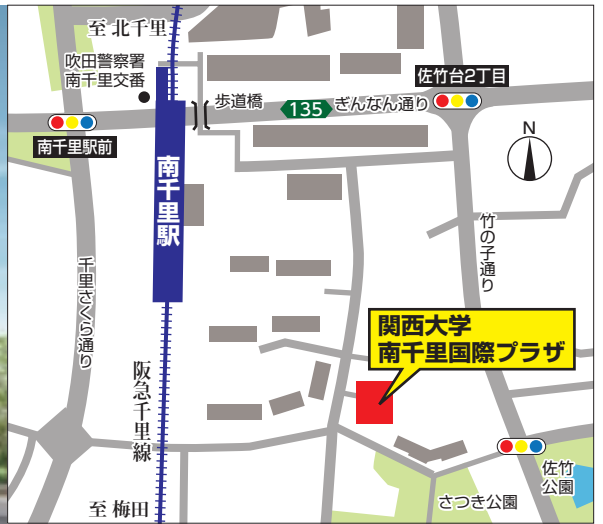 至 北千里
吹田警察署
南千里交番
歩道橋
135
ぎんなん通り
佐竹台2丁目
南千里駅前
N
南千里駅
竹の子通り
千里さくら通り
関西大学
南千里国際プラザ
阪急千里線
佐竹
公園
さつき公園
至 梅田